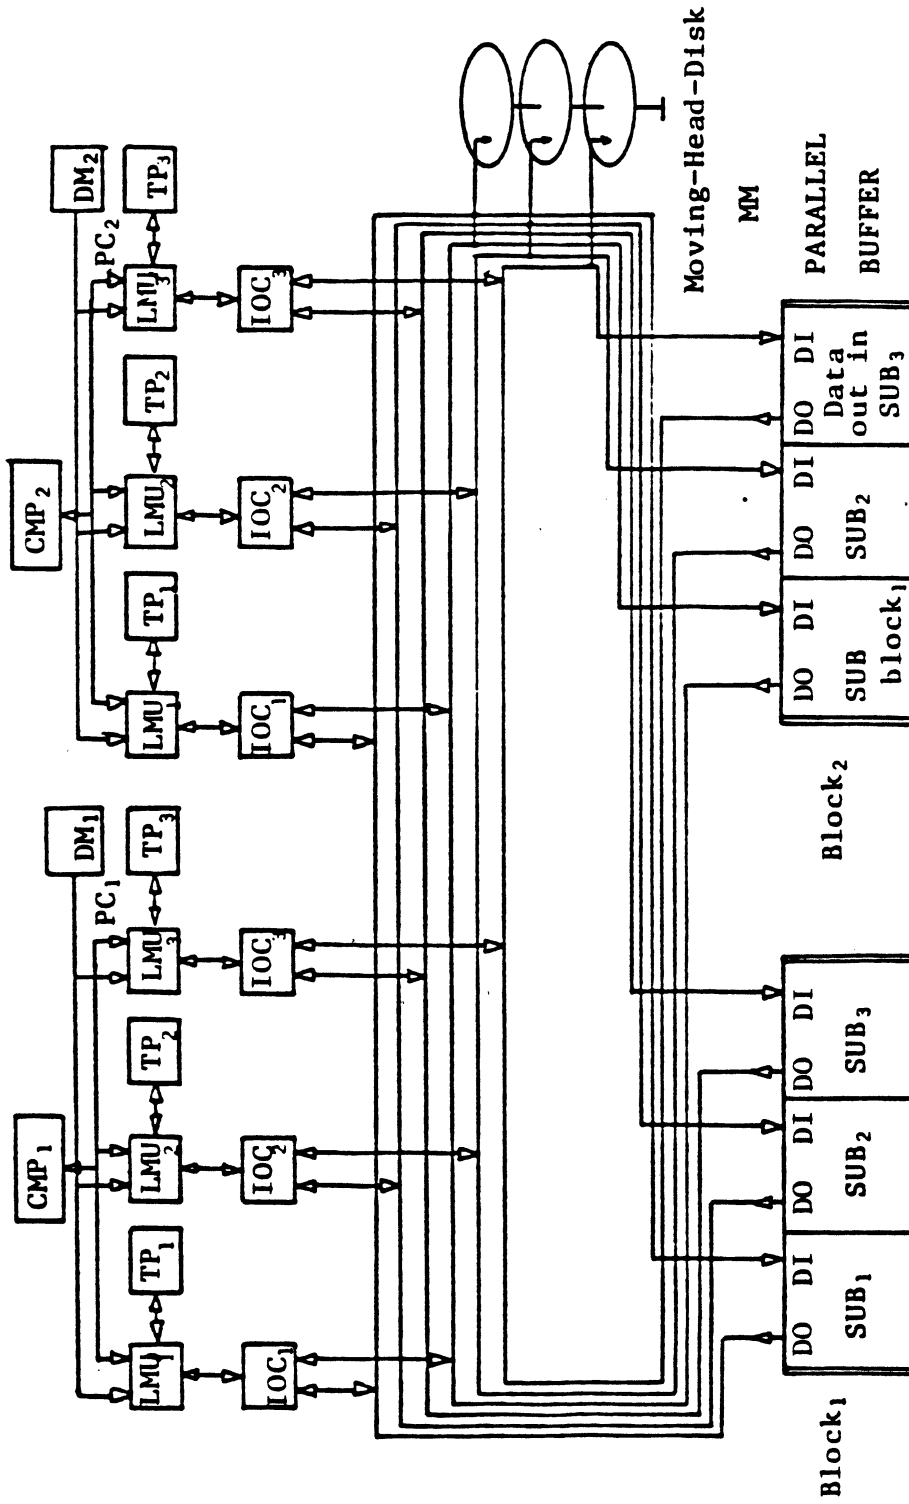 CMP₁
CMP₂
DM₁
DM₂
PC₁
PC₂
LMU₁
TP₁
LMU₂
TP₂
LMU₃
TP₃
LMU₁
TP₁
LMU₂
TP₂
LMU₃
TP₃
IOC₁
IOC₂
IOC₃
IOC₁
IOC₂
IOC₃
Moving-Head-Disk
MM
PARALLEL
BUFFER
DO DI
SUB₁
DO DI
SUB₂
DO DI
SUB₃
Block₁
DO DI
SUB
block₁
DO DI
SUB₂
DO DI
Data
out in
SUB₃
Block₂